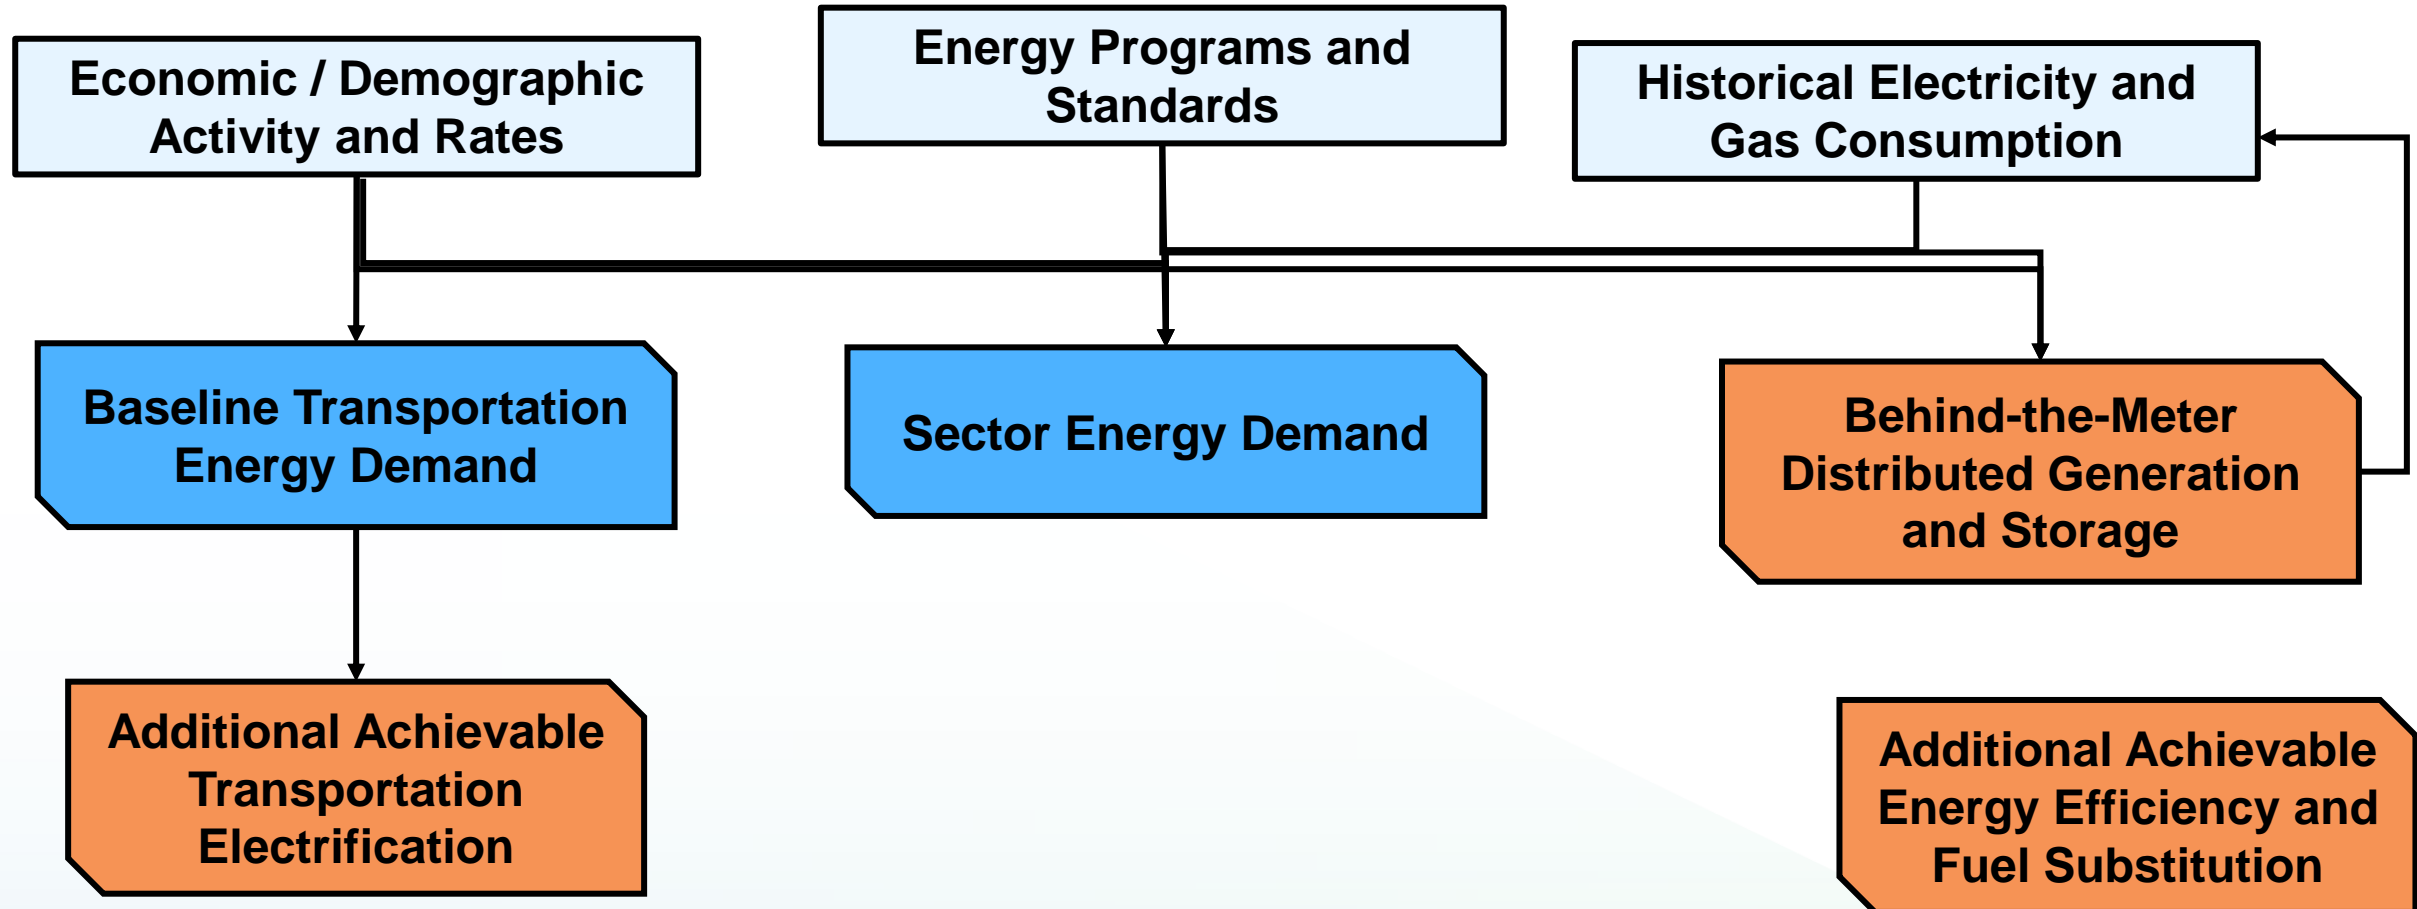 Economic / Demographic
Activity and Rates
Energy Programs and
Standards
Historical Electricity and
Gas Consumption
Baseline Transportation
Energy Demand
Sector Energy Demand
Behind-the-Meter
Distributed Generation
and Storage
Additional Achievable
Transportation
Electrification
Additional Achievable
Energy Efficiency and
Fuel Substitution